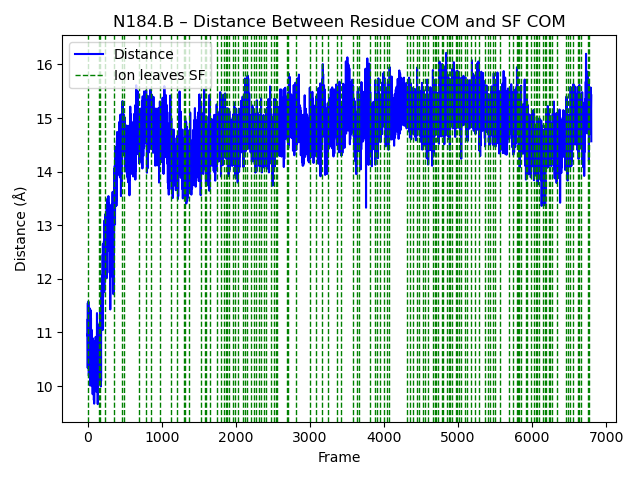 N184.B – Distance Between Residue COM and SF COM
Distance
Ion leaves SF
16
15
14
13
12
11
10
Distance (Å)
0 1000 2000 3000 4000 5000 6000 7000
Frame